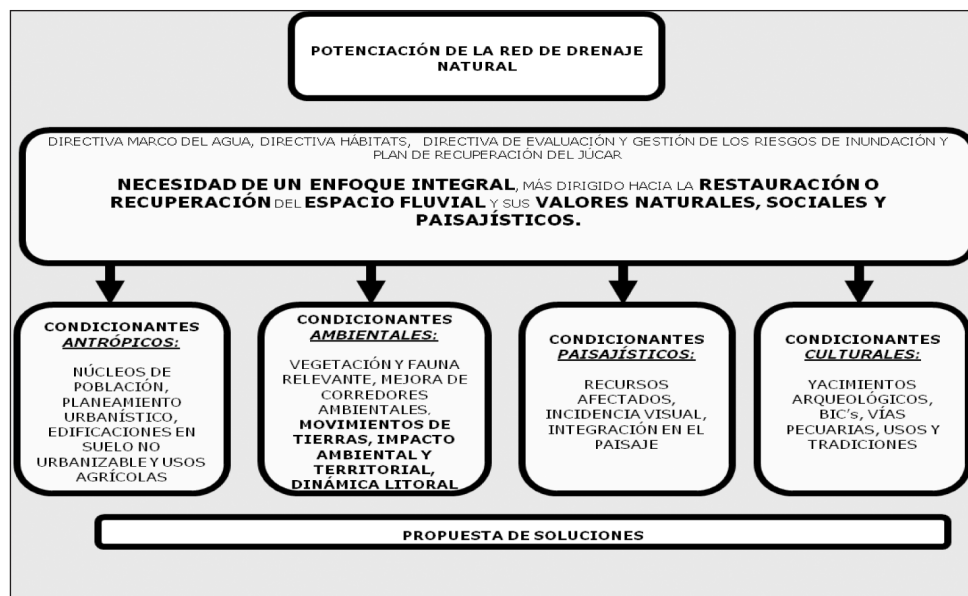 POTENCIACIÓN DE LA RED DE DRENAJE
NATURAL
DIRECTIVA MARCO DEL AGUA, DIRECTIVA HÁBITATS, DIRECTIVA DE EVALUACIÓN Y GESTIÓN DE LOS RIESGOS DE INUNDACIÓN Y
PLAN DE RECUPERACIÓN DEL JÚCAR
NECESIDAD DE UN ENFOQUE INTEGRAL, MÁS DIRIGIDO HACIA LA RESTAURACIÓN O
RECUPERACIÓN DEL ESPACIO FLUVIAL Y SUS VALORES NATURALES, SOCIALES Y
PAISAJÍSTICOS.
CONDICIONANTES
ANTRÓPICOS:
NÚCLEOS DE
POBLACIÓN,
PLANEAMIENTO
URBANÍSTICO,
EDIFICACIONES EN
SUELO NO
URBANIZABLE Y USOS
AGRÍCOLAS
CONDICIONANTES
AMBIENTALES:
VEGETACIÓN Y FAUNA
RELEVANTE, MEJORA DE
CORREDORES
AMBIENTALES,
MOVIMIENTOS DE
TIERRAS, IMPACTO
AMBIENTAL Y
TERRITORIAL,
DINÁMICA LITORAL
CONDICIONANTES
PAISAJÍSTICOS:
RECURSOS
AFECTADOS,
INCIDENCIA VISUAL,
INTEGRACIÓN EN EL
PAISAJE
CONDICIONANTES
CULTURALES:
YACIMIENTOS
ARQUEOLÓGICOS,
BIC's, VÍAS
PECUARIAS, USOS Y
TRADICIONES
PROPUESTA DE SOLUCIONES